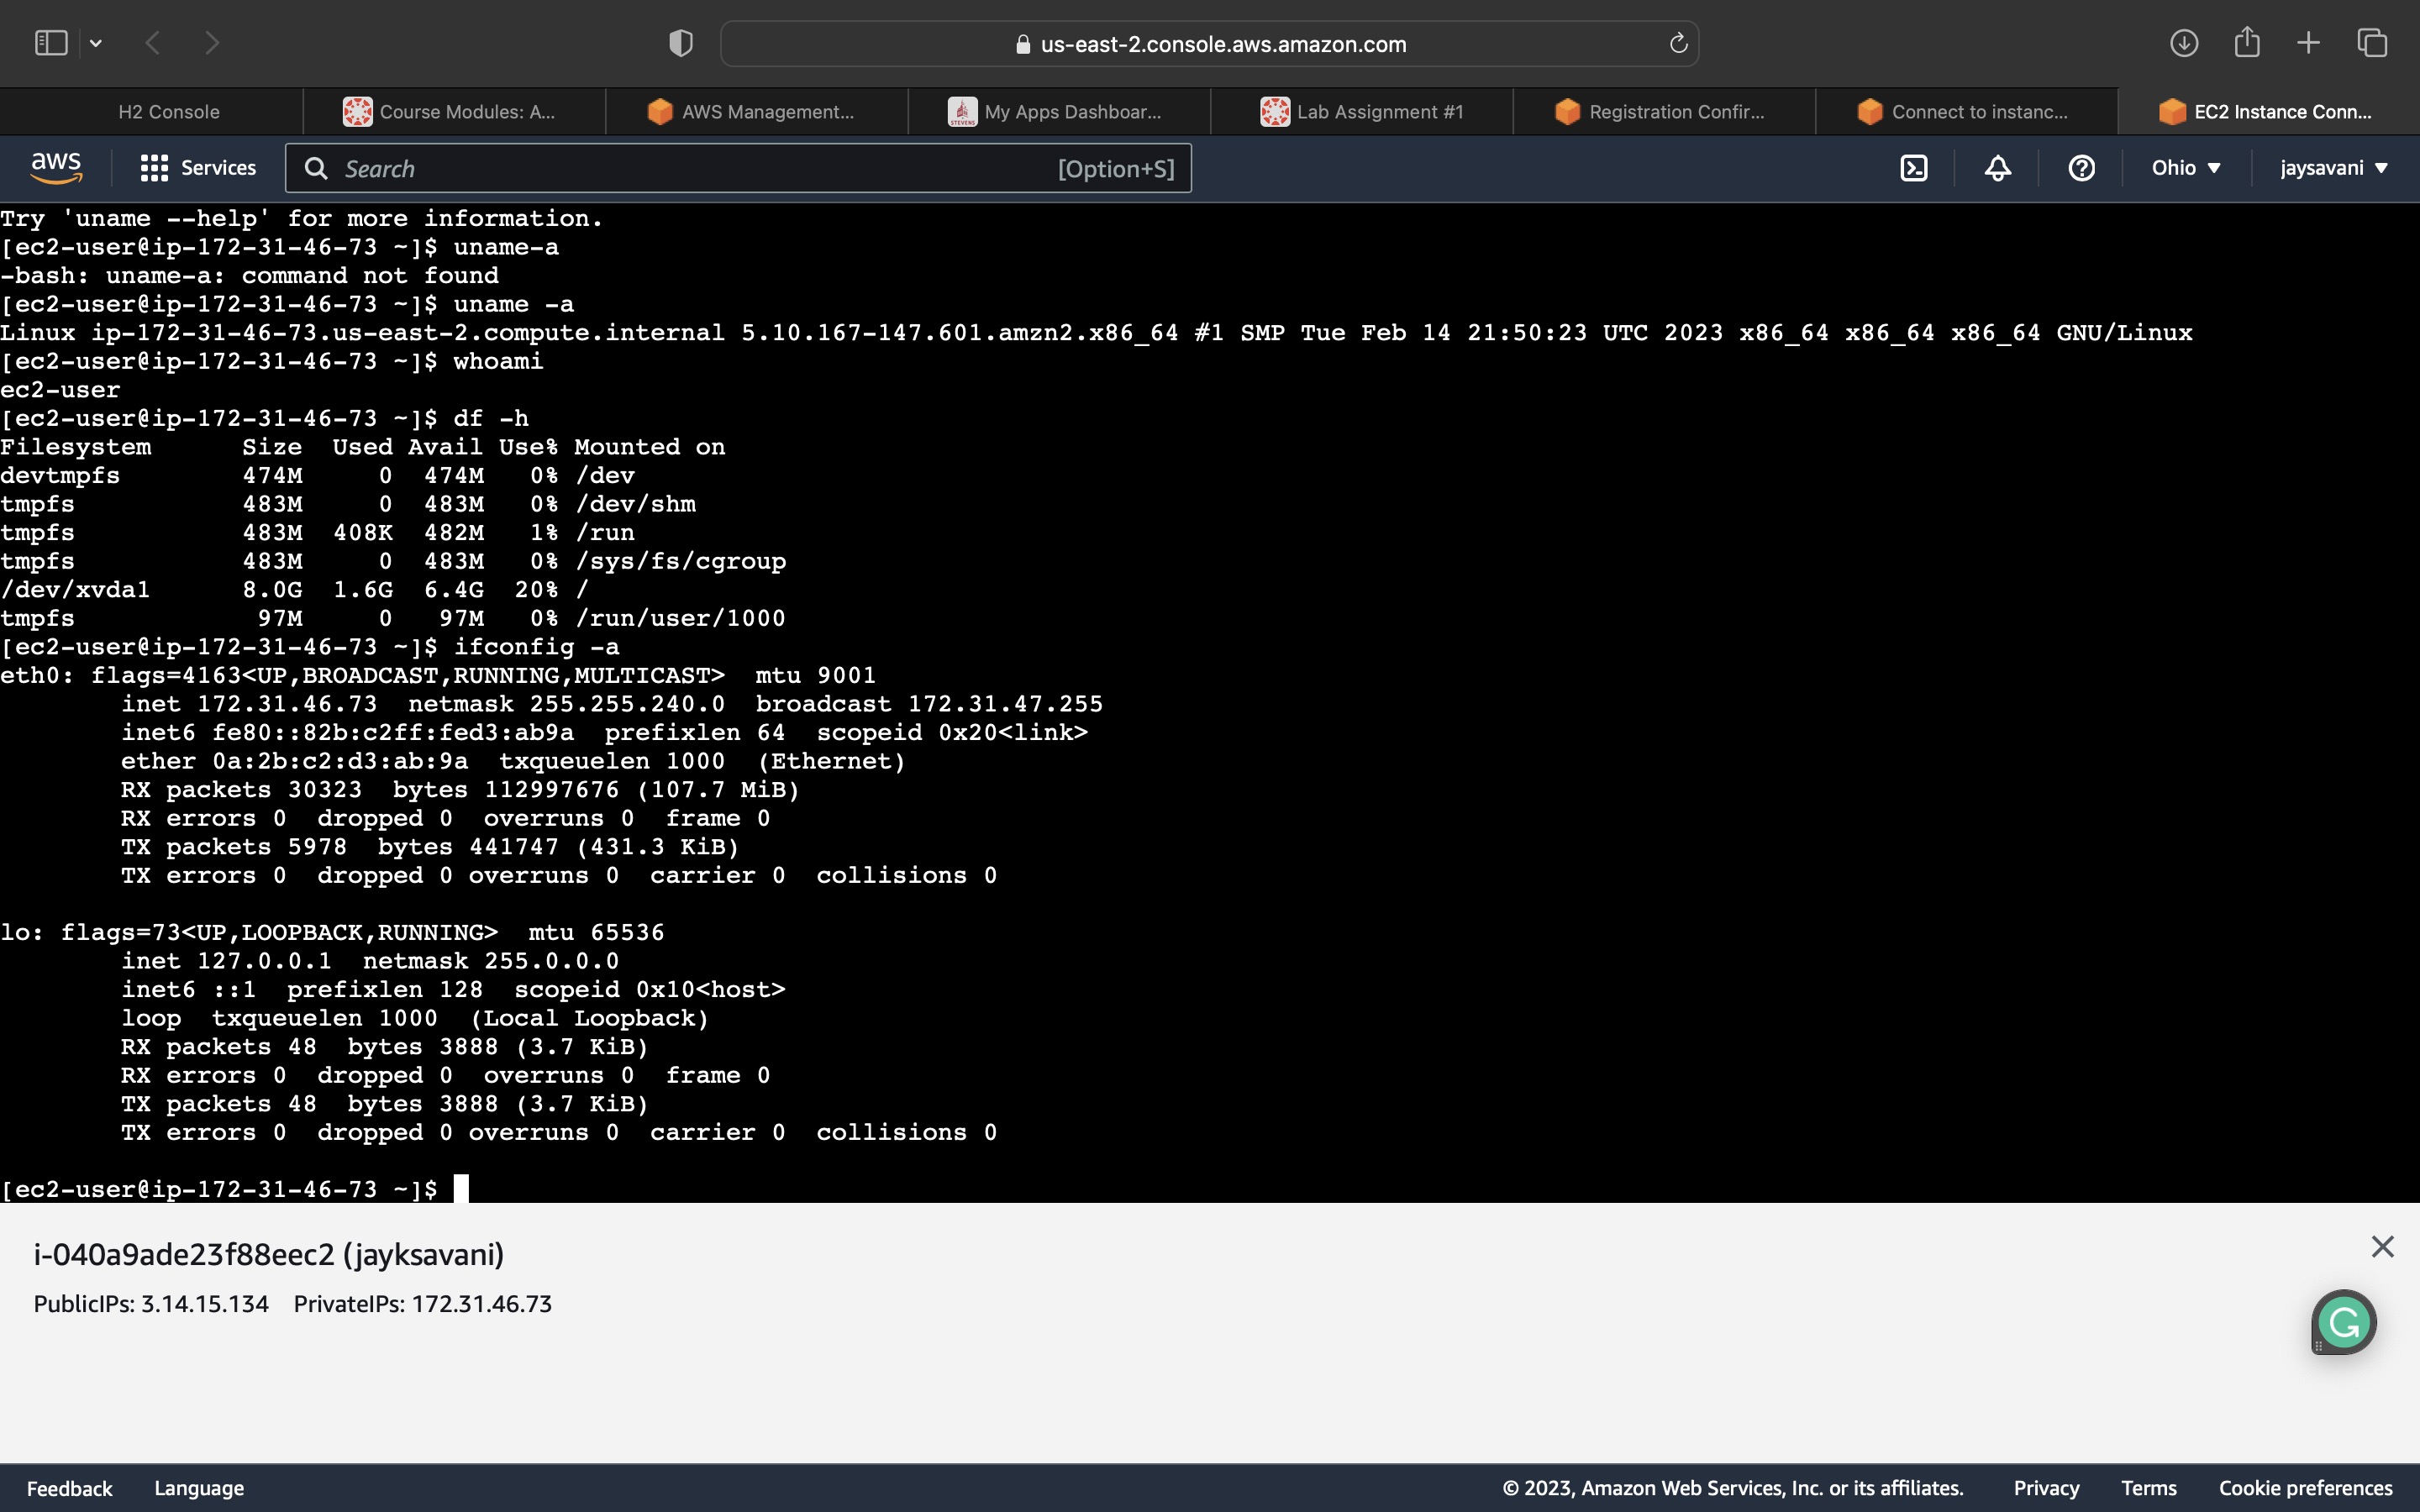 us-east-2.console.aws.amazon.com
H2 Console
Course Modules: A...
AWS Management...
STEVENS
My Apps Dashboar...
Lab Assignment #1
Registration Confir...
Connect to instanc...
EC2 Instance Conn...
aws
Services
Search
[Option+S]
Ohio
jaysavani
Try 'uname --help' for more information.
[ec2-user@ip-172-31-46-73 ~]$ uname-a
-bash: uname-a: command not found
[ec2-user@ip-172-31-46-73 ~]$ uname -a
Linux ip-172-31-46-73.us-east-2.compute.internal 5.10.167-147.601.amzn2.x86_64 #1 SMP Tue Feb 14 21:50:23 UTC 2023 x86_64 x86_64 x86_64 GNU/Linux
[ec2-user@ip-172-31-46-73 ~]$ whoami
ec2-user
[ec2-user@ip-172-31-46-73 ~]$ df -h
Filesystem      Size  Used Avail Use% Mounted on
devtmpfs        474M     0  474M   0% /dev
tmpfs           483M     0  483M   0% /dev/shm
tmpfs           483M  408K  482M   1% /run
tmpfs           483M     0  483M   0% /sys/fs/cgroup
/dev/xvda1      8.0G  1.6G  6.4G  20% /
tmpfs            97M     0   97M   0% /run/user/1000
[ec2-user@ip-172-31-46-73 ~]$ ifconfig -a
eth0: flags=4163<UP,BROADCAST,RUNNING,MULTICAST>  mtu 9001
        inet 172.31.46.73  netmask 255.255.240.0  broadcast 172.31.47.255
        inet6 fe80::82b:c2ff:fed3:ab9a  prefixlen 64  scopeid 0x20<link>
        ether 0a:2b:c2:d3:ab:9a  txqueuelen 1000  (Ethernet)
        RX packets 30323  bytes 112997676 (107.7 MiB)
        RX errors 0  dropped 0  overruns 0  frame 0
        TX packets 5978  bytes 441747 (431.3 KiB)
        TX errors 0  dropped 0 overruns 0  carrier 0  collisions 0
lo: flags=73<UP,LOOPBACK,RUNNING>  mtu 65536
        inet 127.0.0.1  netmask 255.0.0.0
        inet6 ::1  prefixlen 128  scopeid 0x10<host>
        loop  txqueuelen 1000  (Local Loopback)
        RX packets 48  bytes 3888 (3.7 KiB)
        RX errors 0  dropped 0  overruns 0  frame 0
        TX packets 48  bytes 3888 (3.7 KiB)
        TX errors 0  dropped 0 overruns 0  carrier 0  collisions 0
[ec2-user@ip-172-31-46-73 ~]$
i-040a9ade23f88eec2 (jayksavani)
PublicIPs: 3.14.15.134 PrivateIPs: 172.31.46.73
Feedback
Language
© 2023, Amazon Web Services, Inc. or its affiliates.
Privacy
Terms
Cookie preferences